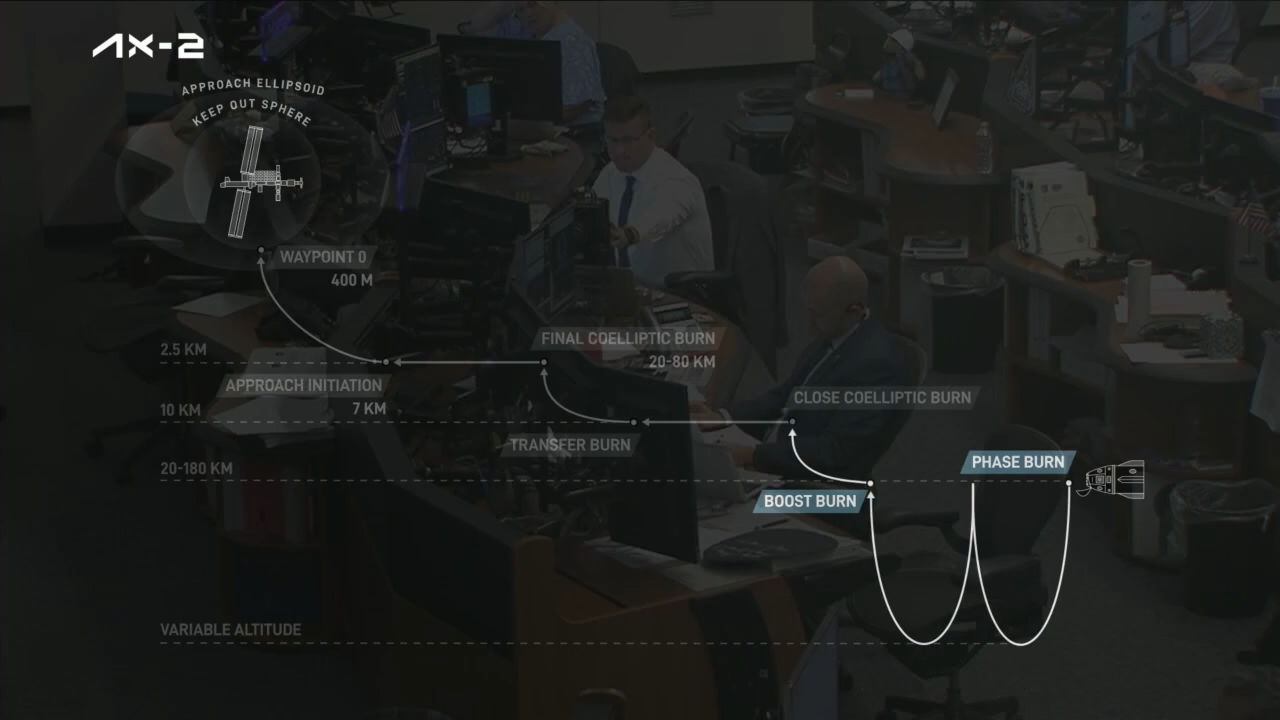 AX-2
APPROACH ELLIPSOID
KEEP OUT SPHERE
WAYPOINT 0
400 M
2.5 KM
FINAL COELLIPTIC BURN
20-80 KM
APPROACH INITIATION
7 KM
10 KM
CLOSE COELLIPTIC BURN
TRANSFER BURN
20-180 KM
PHASE BURN
BOOST BURN
VARIABLE ALTITUDE